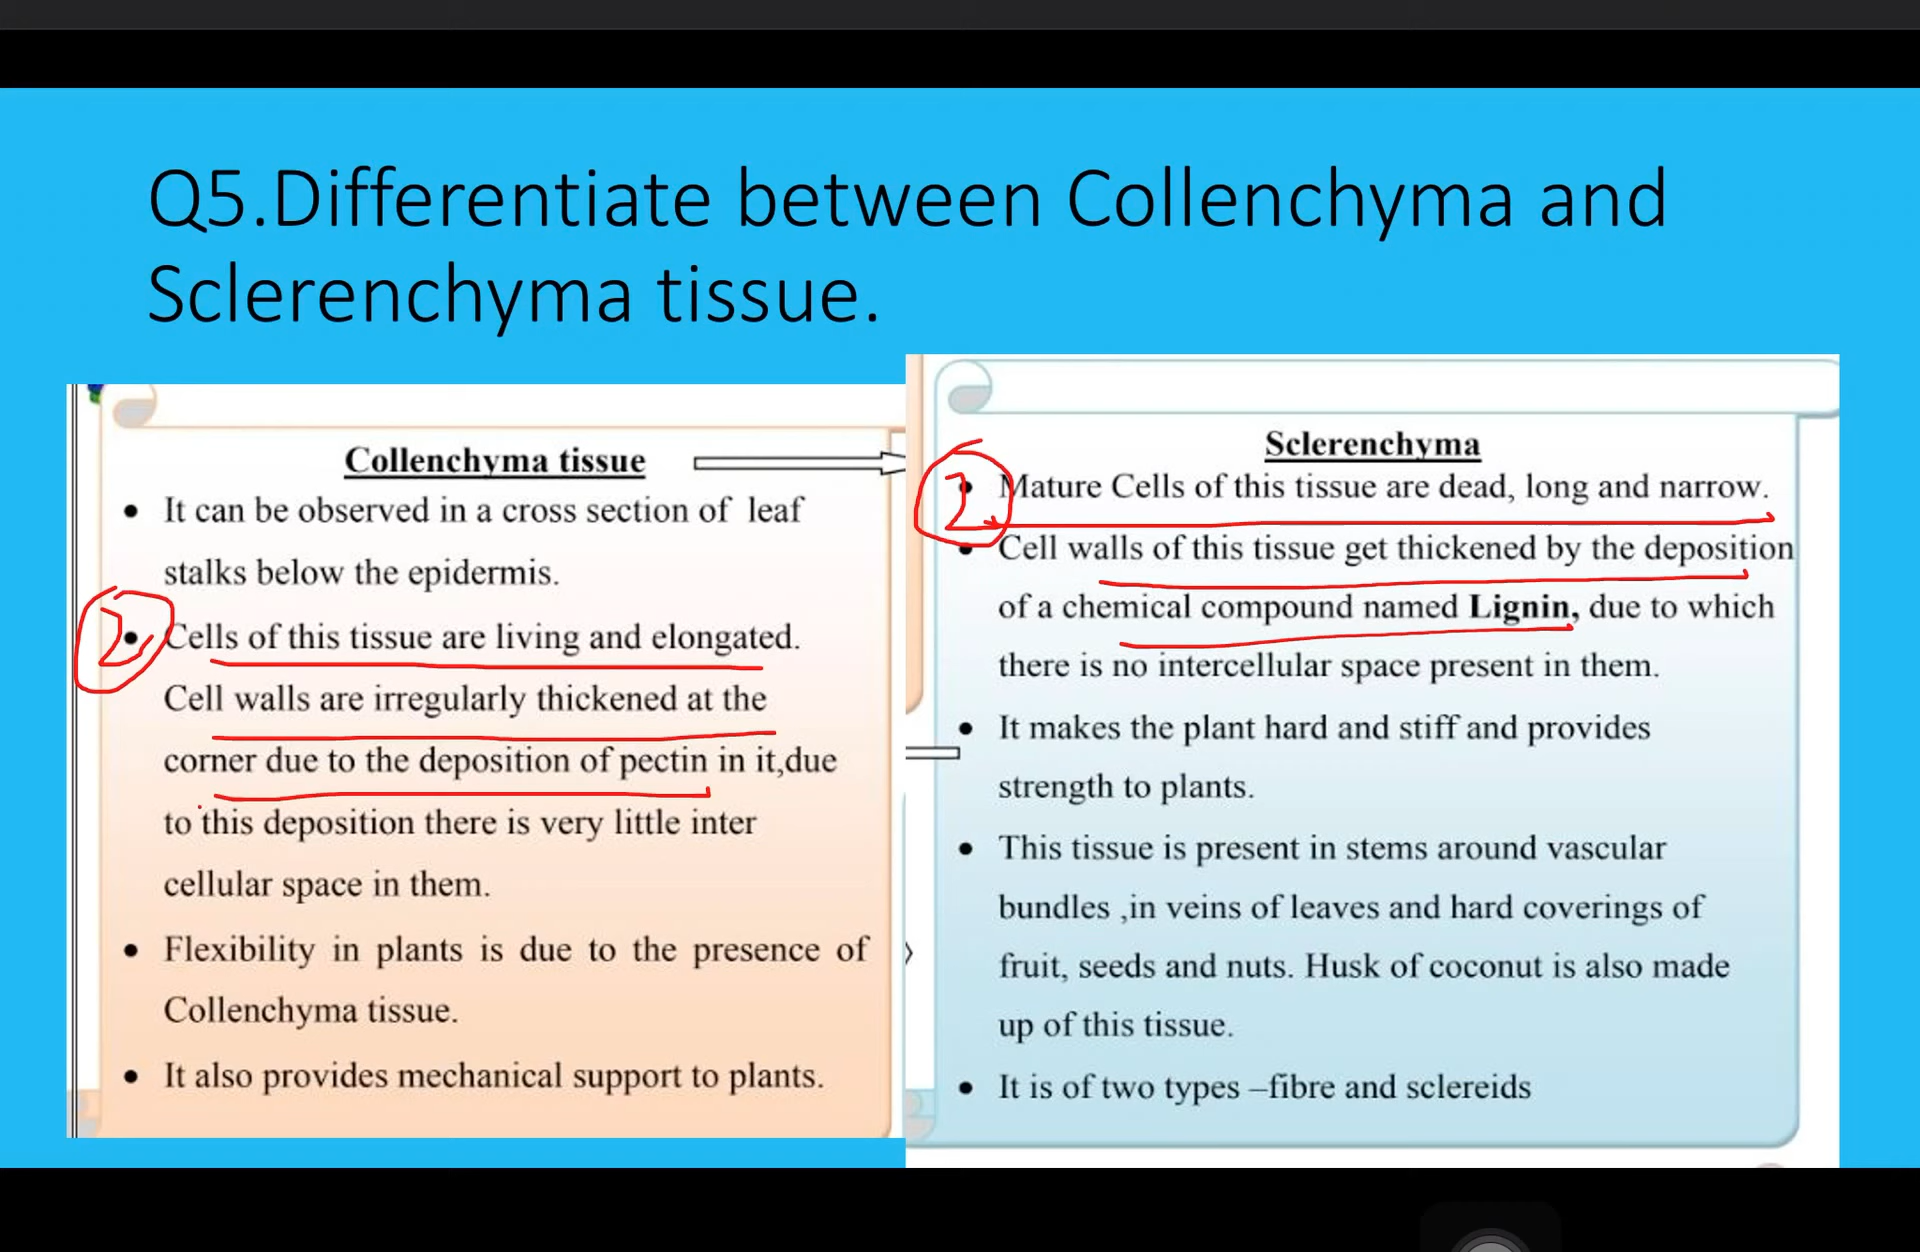 Q5.Differentiate between Collenchyma and
Sclerenchyma tissue.
Collenchyma tissue
• It can be observed in a cross section of leaf
stalks below the epidermis.
• Cells of this tissue are living and elongated.
Cell walls are irregularly thickened at the
corner due to the deposition of pectin in it,due
to this deposition there is very little inter
cellular space in them.
• Flexibility in plants is due to the presence of
Collenchyma tissue.
• It also provides mechanical support to plants.
Sclerenchyma
• Mature Cells of this tissue are dead, long and narrow.
• Cell walls of this tissue get thickened by the deposition
of a chemical compound named Lignin, due to which
there is no intercellular space present in them.
• It makes the plant hard and stiff and provides
strength to plants.
• This tissue is present in stems around vascular
bundles ,in veins of leaves and hard coverings of
fruit, seeds and nuts. Husk of coconut is also made
up of this tissue.
• It is of two types –fibre and sclereids